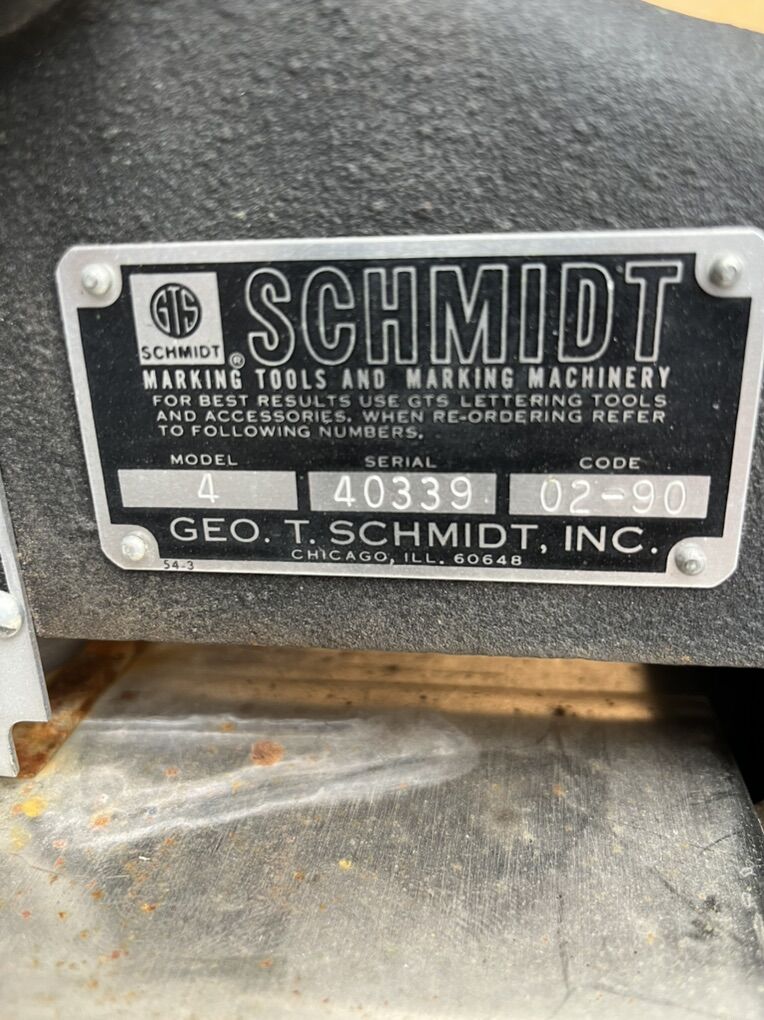 GTS
SCHMIDT
SCHMIDT®
MARKING TOOLS AND MARKING MACHINERY
FOR BEST RESULTS USE GTS LETTERING TOOLS
AND ACCESSORIES. WHEN RE-ORDERING REFER
TO FOLLOWING NUMBERS.
MODEL SERIAL CODE
4 40339 02-90
GEO. T. SCHMIDT, INC.
CHICAGO, ILL. 60648
54-3